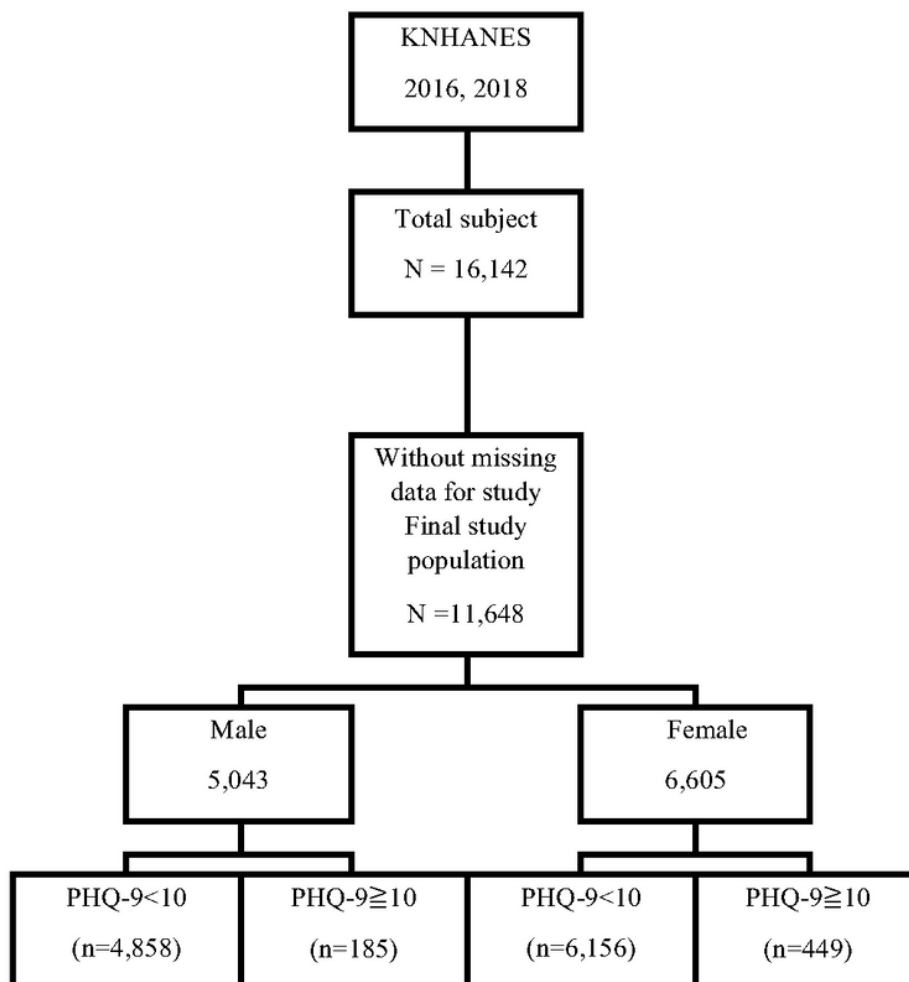 KNHANES
2016, 2018
Total subject
N = 16,142
Without missing
data for study
Final study
population
N =11,648
Male
5,043
Female
6,605
PHQ-9<10
(n=4,858)
PHQ-9≧10
(n=185)
PHQ-9<10
(n=6,156)
PHQ-9≧10
(n=449)